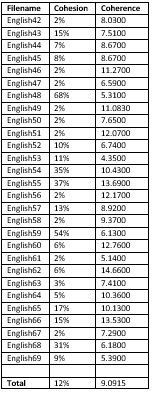 Filename Cohesion Coherence
English42 2% 8.0300
English43 15% 7.5100
English44 7% 8.6700
English45 8% 8.6700
English46 2% 11.2700
English47 2% 6.5900
English48 68% 5.3100
English49 2% 11.0830
English50 2% 7.6500
English51 2% 12.0700
English52 10% 6.7400
English53 11% 4.3500
English54 35% 10.4300
English55 37% 13.6900
English56 2% 12.1700
English57 13% 8.9200
English58 2% 9.3700
English59 54% 6.1300
English60 6% 12.7600
English61 2% 5.1400
English62 6% 14.6600
English63 3% 7.4100
English64 5% 10.3600
English65 17% 10.1300
English66 15% 13.5300
English67 2% 7.2900
English68 31% 6.1800
English69 9% 5.3900
Total 12% 9.0915